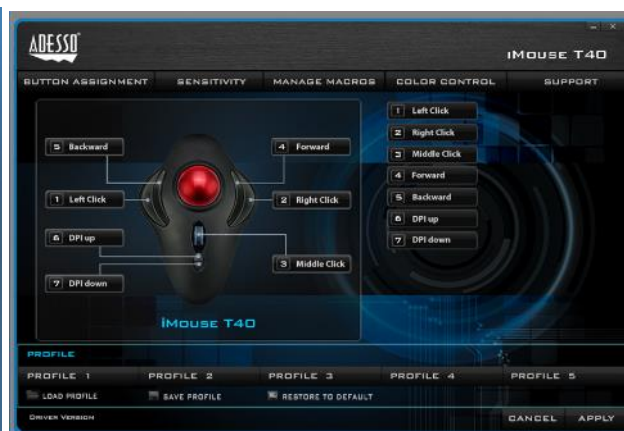 ADESSO
iMouse T40
BUTTON ASSIGNMENT SENSITIVITY MANAGE MACROS COLOR CONTROL SUPPORT
5 Backward
4 Forward
1 Left Click
2 Right Click
6 DPI up
3 Middle Click
7 DPI down
iMouse T40
1 Left Click
2 Right Click
3 Middle Click
4 Forward
5 Backward
6 DPI up
7 DPI down
PROFILE
PROFILE 1 PROFILE 2 PROFILE 3 PROFILE 4 PROFILE 5
LOAD PROFILE SAVE PROFILE RESTORE TO DEFAULT
DRIVER VERSION CANCEL APPLY